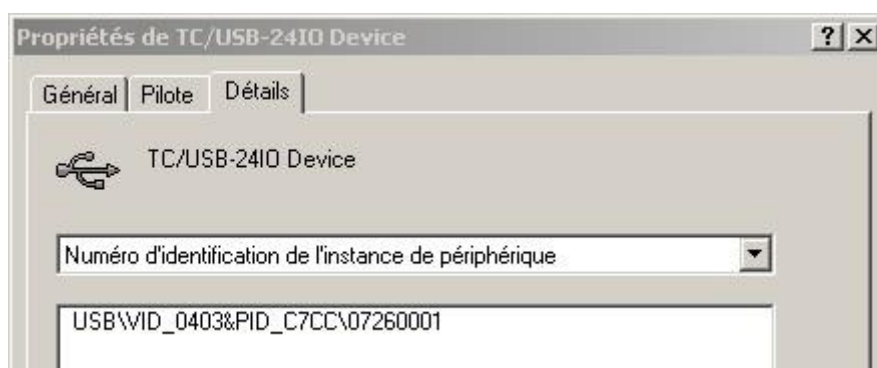 Propriétés de TC/USB-24IO Device
Général Pilote Détails
TC/USB-24IO Device
Numéro d'identification de l'instance de périphérique
USB\VID_0403&PID_C7CC\07260001